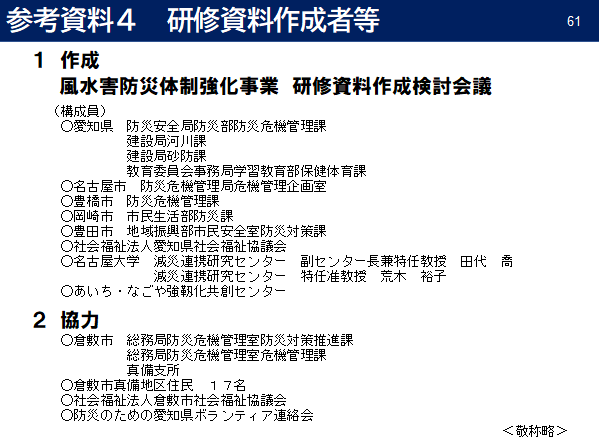 参考資料４　研修資料作成者等
61
１ 作成
風水害防災体制強化事業 研修資料作成検討会議
（構成員）
○愛知県　防災安全局防災部防災危機管理課
建設局河川課
建設局砂防課
教育委員会事務局学習教育部保健体育課
○名古屋市　防災危機管理局危機管理企画室
○豊橋市　防災危機管理課
○岡崎市　市民生活部防災課
○豊田市　地域振興部市民安全室防災対策課
○社会福祉法人愛知県社会福祉協議会
○名古屋大学　減災連携研究センター　副センター長兼特任教授　田代　喬
減災連携研究センター　特任准教授　荒木　裕子
○あいち・なごや強靱化共創センター
２ 協力
○倉敷市　総務局防災危機管理室防災対策推進課
総務局防災危機管理室危機管理課
真備支所
○倉敷市真備地区住民　１７名
○社会福祉法人倉敷市社会福祉協議会
○防災のための愛知県ボランティア連絡会
＜敬称略＞